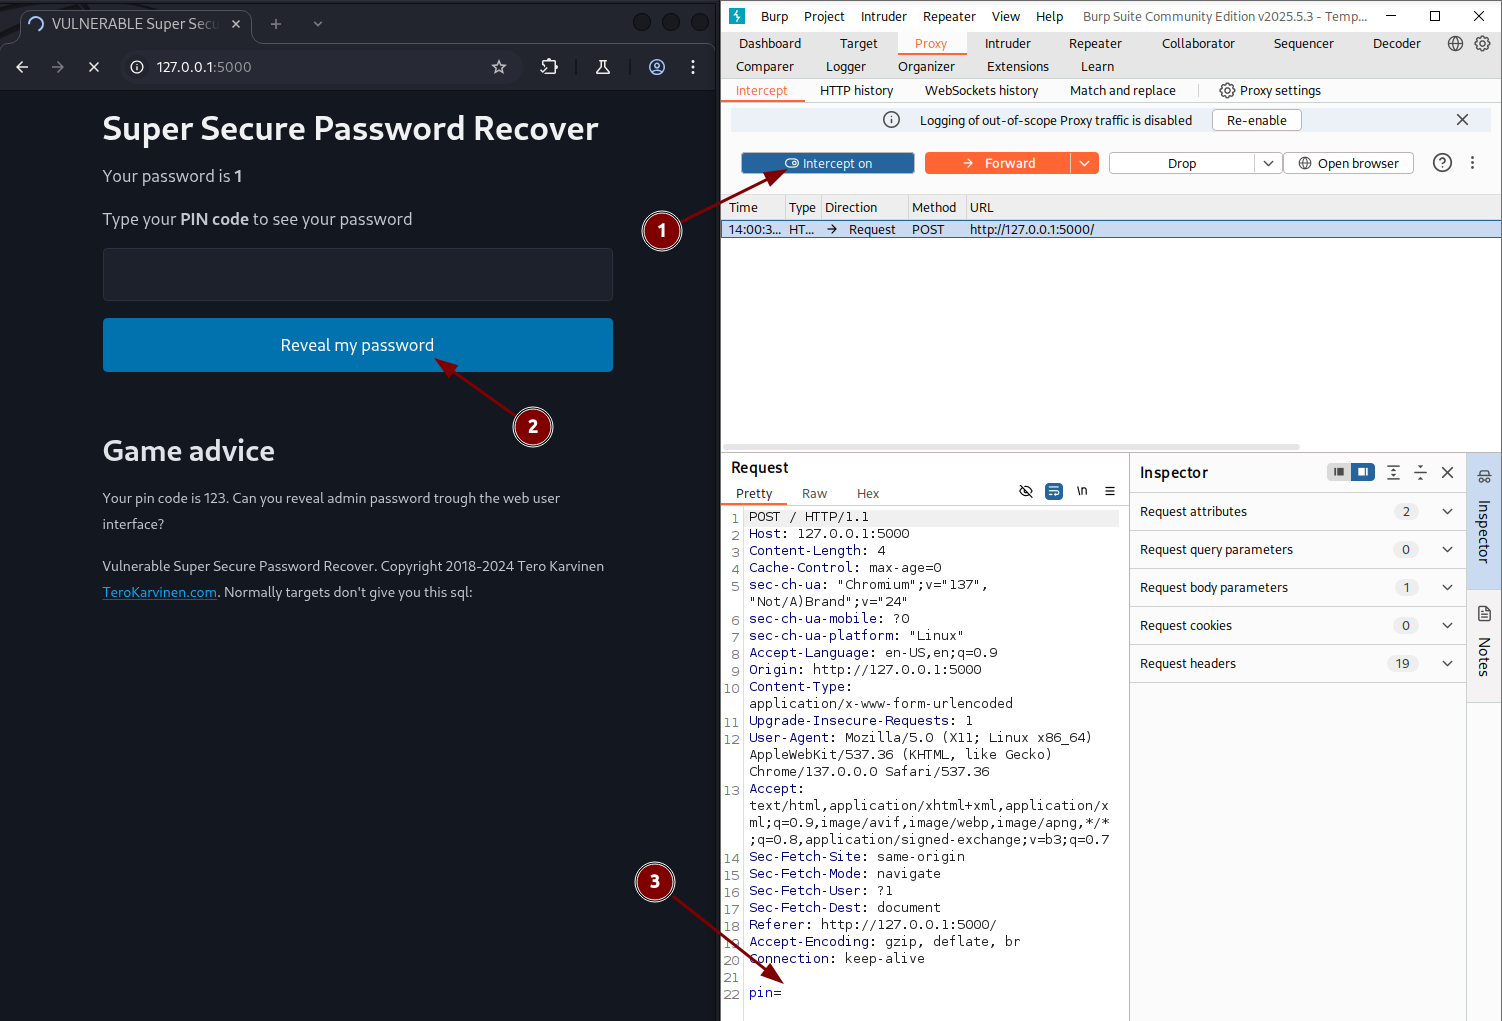 VULNERABLE Super Secu
127.0.0.1:5000
Super Secure Password Recover
Your password is 1
Type your PIN code to see your password
Reveal my password
Game advice
Your pin code is 123. Can you reveal admin password trough the web user
interface?
Vulnerable Super Secure Password Recover. Copyright 2018-2024 Tero Karvinen
TeroKarvinen.com. Normally targets don't give you this sql:
1
2
3
Burp Project Intruder Repeater View Help Burp Suite Community Edition v2025.5.3 - Temp...
Dashboard Target Proxy Intruder Repeater Collaborator Sequencer Decoder
Comparer Logger Organizer Extensions Learn
Intercept HTTP history WebSockets history Match and replace Proxy settings
Logging of out-of-scope Proxy traffic is disabled Re-enable
Intercept on Forward Drop Open browser
Time Type Direction Method URL
14:00:3... HT... Request POST http://127.0.0.1:5000/
Request
Pretty Raw Hex \n
1 POST / HTTP/1.1
2 Host: 127.0.0.1:5000
3 Content-Length: 4
4 Cache-Control: max-age=0
5 sec-ch-ua: "Chromium";v="137",
"Not/A)Brand";v="24"
6 sec-ch-ua-mobile: ?0
7 sec-ch-ua-platform: "Linux"
8 Accept-Language: en-US,en;q=0.9
9 Origin: http://127.0.0.1:5000
10 Content-Type:
application/x-www-form-urlencoded
11 Upgrade-Insecure-Requests: 1
12 User-Agent: Mozilla/5.0 (X11; Linux x86_64)
AppleWebKit/537.36 (KHTML, like Gecko)
Chrome/137.0.0.0 Safari/537.36
13 Accept:
text/html,application/xhtml+xml,application/x
ml;q=0.9,image/avif,image/webp,image/apng,*/*
;q=0.8,application/signed-exchange;v=b3;q=0.7
14 Sec-Fetch-Site: same-origin
15 Sec-Fetch-Mode: navigate
16 Sec-Fetch-User: ?1
17 Sec-Fetch-Dest: document
18 Referer: http://127.0.0.1:5000/
19 Accept-Encoding: gzip, deflate, br
20 Connection: keep-alive
21
22 pin=
Inspector
Request attributes 2
Request query parameters 0
Request body parameters 1
Request cookies 0
Request headers 19
Inspector
Notes